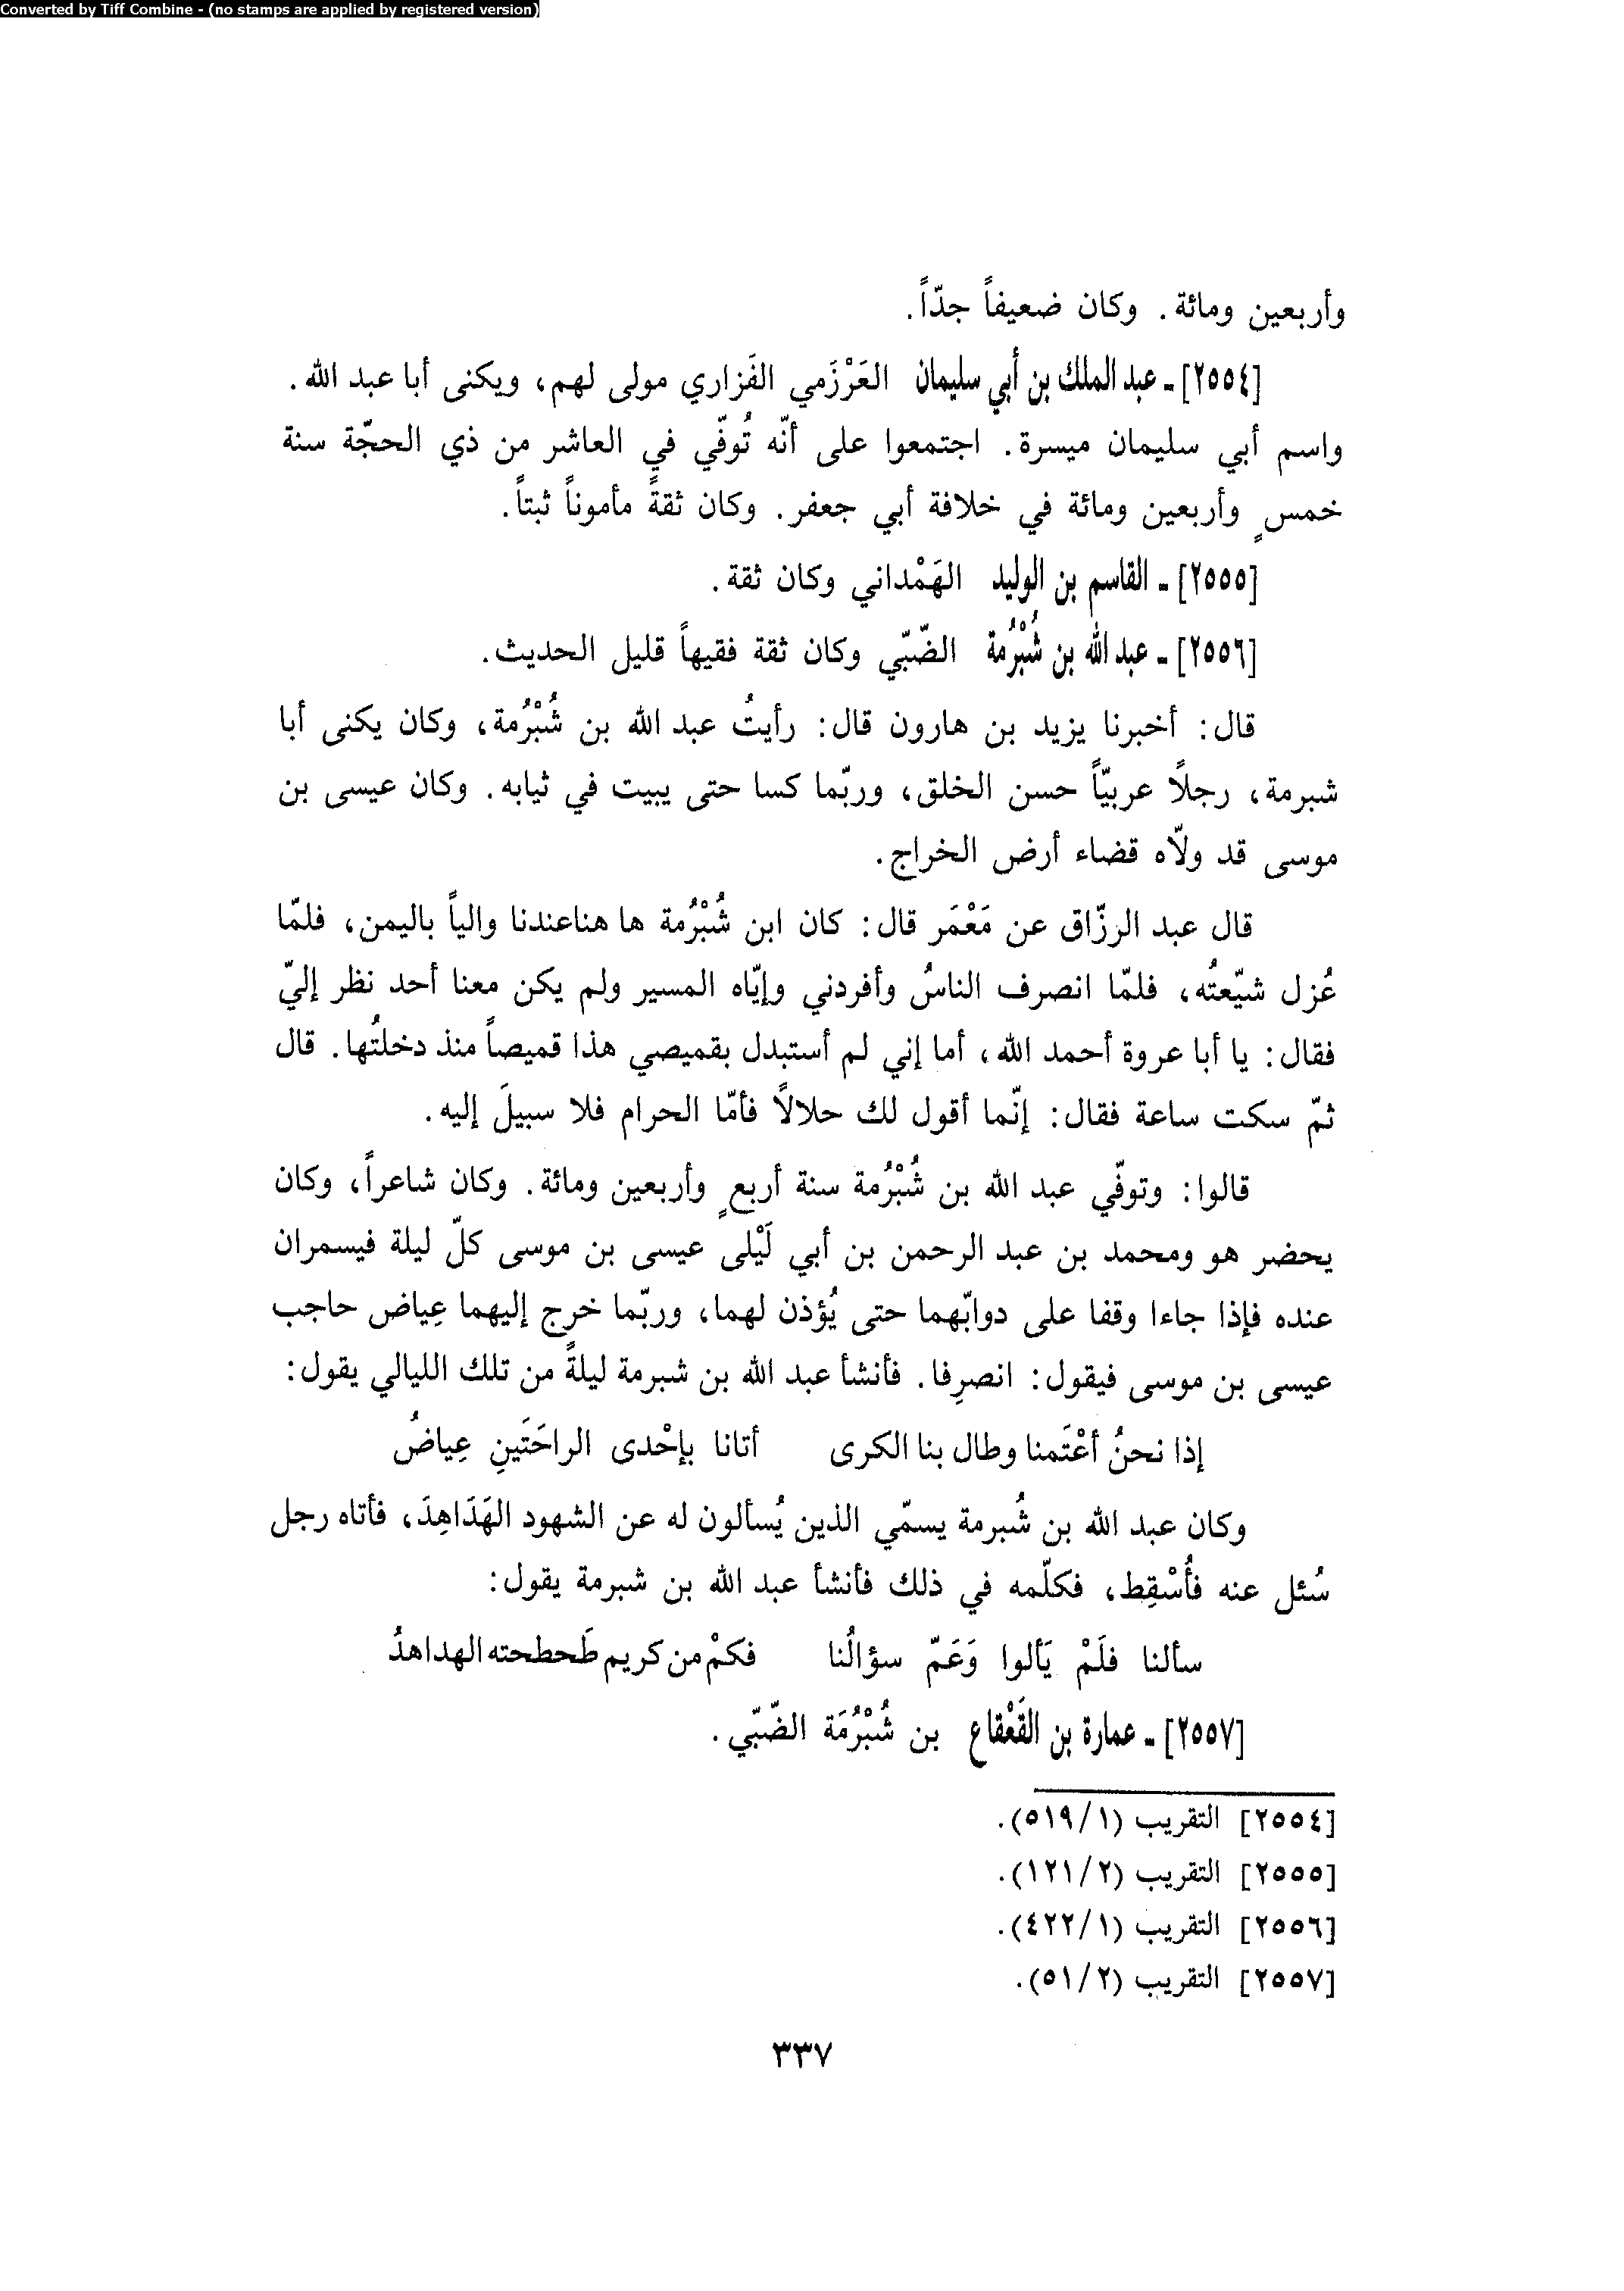 Converted by Tiff Combine - (no stamps are applied by registered version)
وأربعين ومائة. وكان ضعيفاً جدّاً.
[٢٥٥٤] ـ عبد الملك بن أبي سليمان العَرْزَمي الفَزاري مولى لهم، ويكنى أبا عبد الله.
واسم أبي سليمان ميسرة. اجتمعوا على أنّه تُوفّي في العاشر من ذي الحجّة سنة
خمسٍ وأربعين ومائة في خلافة أبي جعفر. وكان ثقةً مأموناً ثبتاً.
[٢٥٥٥] ـ القاسم بن الوليد الهَمْداني وكان ثقة.
[٢٥٥٦] ـ عبد الله بن شُبْرُمة الضّبّي وكان ثقة فقيهاً قليل الحديث.
قال: أخبرنا يزيد بن هارون قال: رأيتُ عبد الله بن شُبْرُمة، وكان يكنى أبا
شبرمة، رجلًا عربيّاً حسن الخلق، وربّما كسا حتى يبيت في ثيابه. وكان عيسى بن
موسى قد ولّاه قضاء أرض الخراج.
قال عبد الرزّاق عن مَعْمَر قال: كان ابن شُبْرُمة ها هناعندنا والياً باليمن، فلمّا
عُزل شيّعتُه، فلمّا انصرف الناسُ وأفردني وإيّاه المسير ولم يكن معنا أحد نظر إليّ
فقال: يا أبا عروة أحمد الله، أما إني لم أستبدل بقميصي هذا قميصاً منذ دخلتُها. قال
ثمّ سكت ساعة فقال: إنّما أقول لك حلالًا فأمّا الحرام فلا سبيلَ إليه.
قالوا: وتوفّي عبد الله بن شُبْرُمة سنة أربعٍ وأربعين ومائة. وكان شاعراً، وكان
يحضر هو ومحمد بن عبد الرحمن بن أبي لَيْلى عيسى بن موسى كلّ ليلة فيسمران
عنده فإذا جاءا وقفا على دوابّهما حتى يُؤذن لهما، وربّما خرج إليهما عِياض حاجب
عيسى بن موسى فيقول: انصرِفا. فأنشأ عبد الله بن شبرمة ليلةً من تلك الليالي يقول:
إذا نحنُ أعْتَمنا وطال بنا الكرى أتانا بإحْدى الراحَتَينِ عِياضُ
وكان عبد الله بن شُبرمة يسمّي الذين يُسألون له عن الشهود الهَدَاهِدَ، فأتاه رجل
سُئل عنه فأُسْقِط، فكلّمه في ذلك فأنشأ عبد الله بن شبرمة يقول:
سألنا فلَمْ يَألوا وَعَمّ سؤالُنا فكمْ من كريم طَحطحته الهداهدُ
[٢٥٥٧] ـ عمارة بن القَعْقاع بن شُبْرُمَة الضّبّي.
[٢٥٥٤] التقريب (٥١٩/١).
[٢٥٥٥] التقريب (١٢١/٢).
[٢٥٥٦] التقريب (٤٢٢/١).
[٢٥٥٧] التقريب (٥١/٢).
٣٣٧